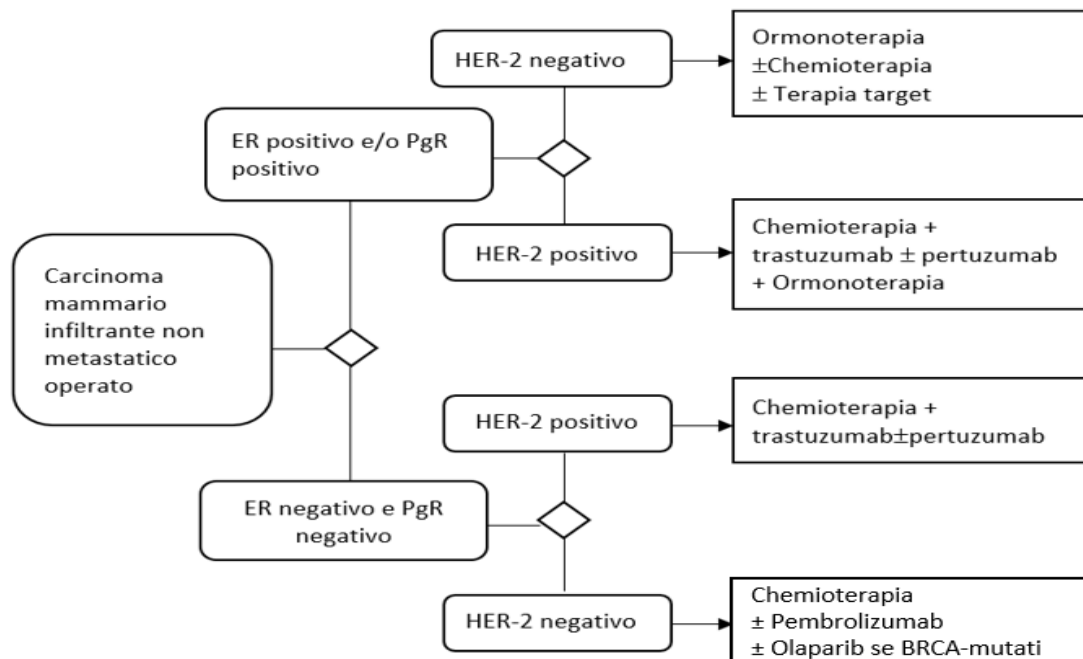 Carcinoma
mammario
infiltrante non
metastatico
operato
ER positivo e/o PgR
positivo
HER-2 negativo
Ormonoterapia
±Chemioterapia
± Terapia target
HER-2 positivo
Chemioterapia +
trastuzumab ± pertuzumab
+ Ormonoterapia
ER negativo e PgR
negativo
HER-2 positivo
Chemioterapia +
trastuzumab±pertuzumab
HER-2 negativo
Chemioterapia
± Pembrolizumab
± Olaparib se BRCA-mutati